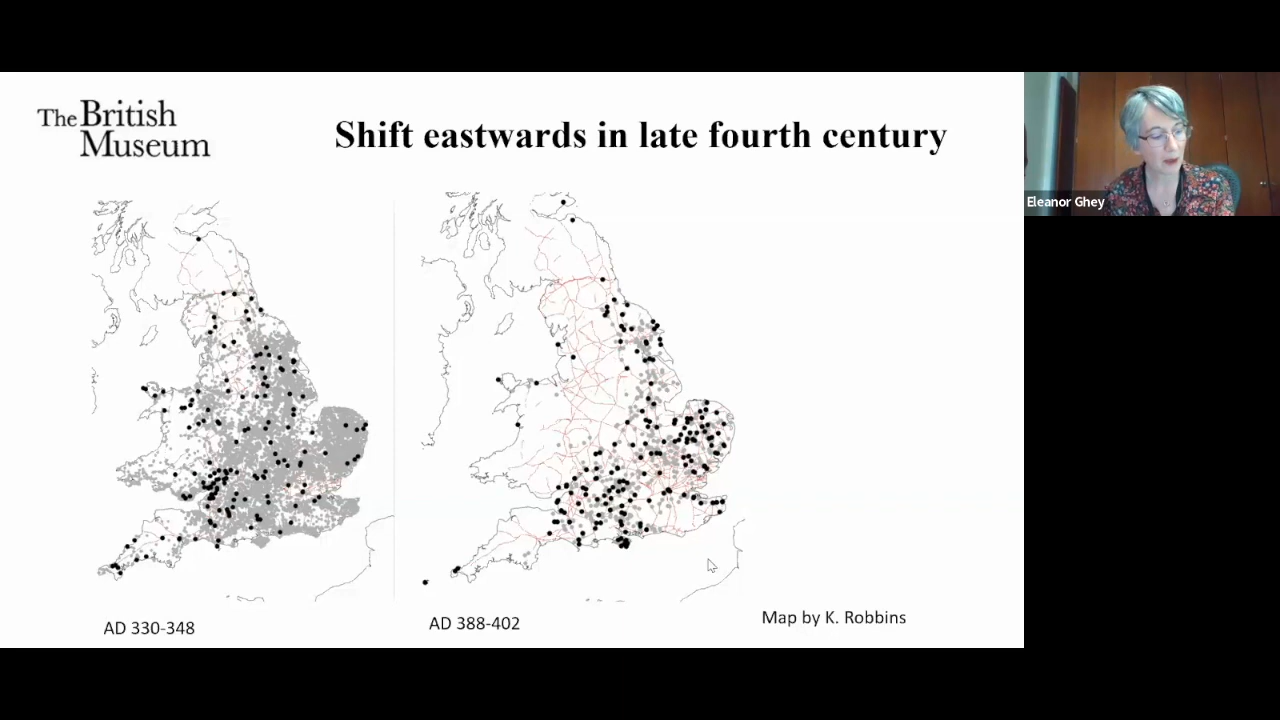 The British
Museum
Shift eastwards in late fourth century
Eleanor Ghey
AD 330-348
AD 388-402
Map by K. Robbins